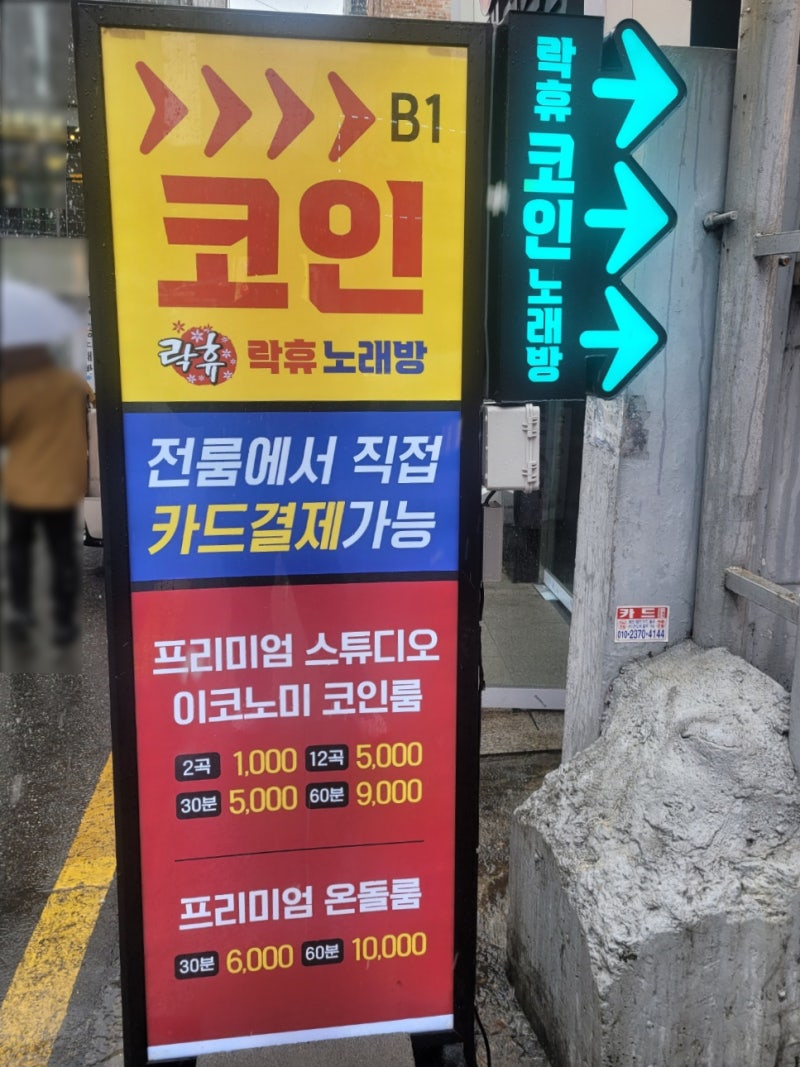 B1
코인
락휴 락휴 노래방
전룸에서 직접
카드결제가능
프리미엄 스튜디오
이코노미 코인룸
2곡 1,000 12곡 5,000
30분 5,000 60분 9,000
프리미엄 온돌룸
30분 6,000 60분 10,000
락휴 코인 노래방
카드
010-2370-4144